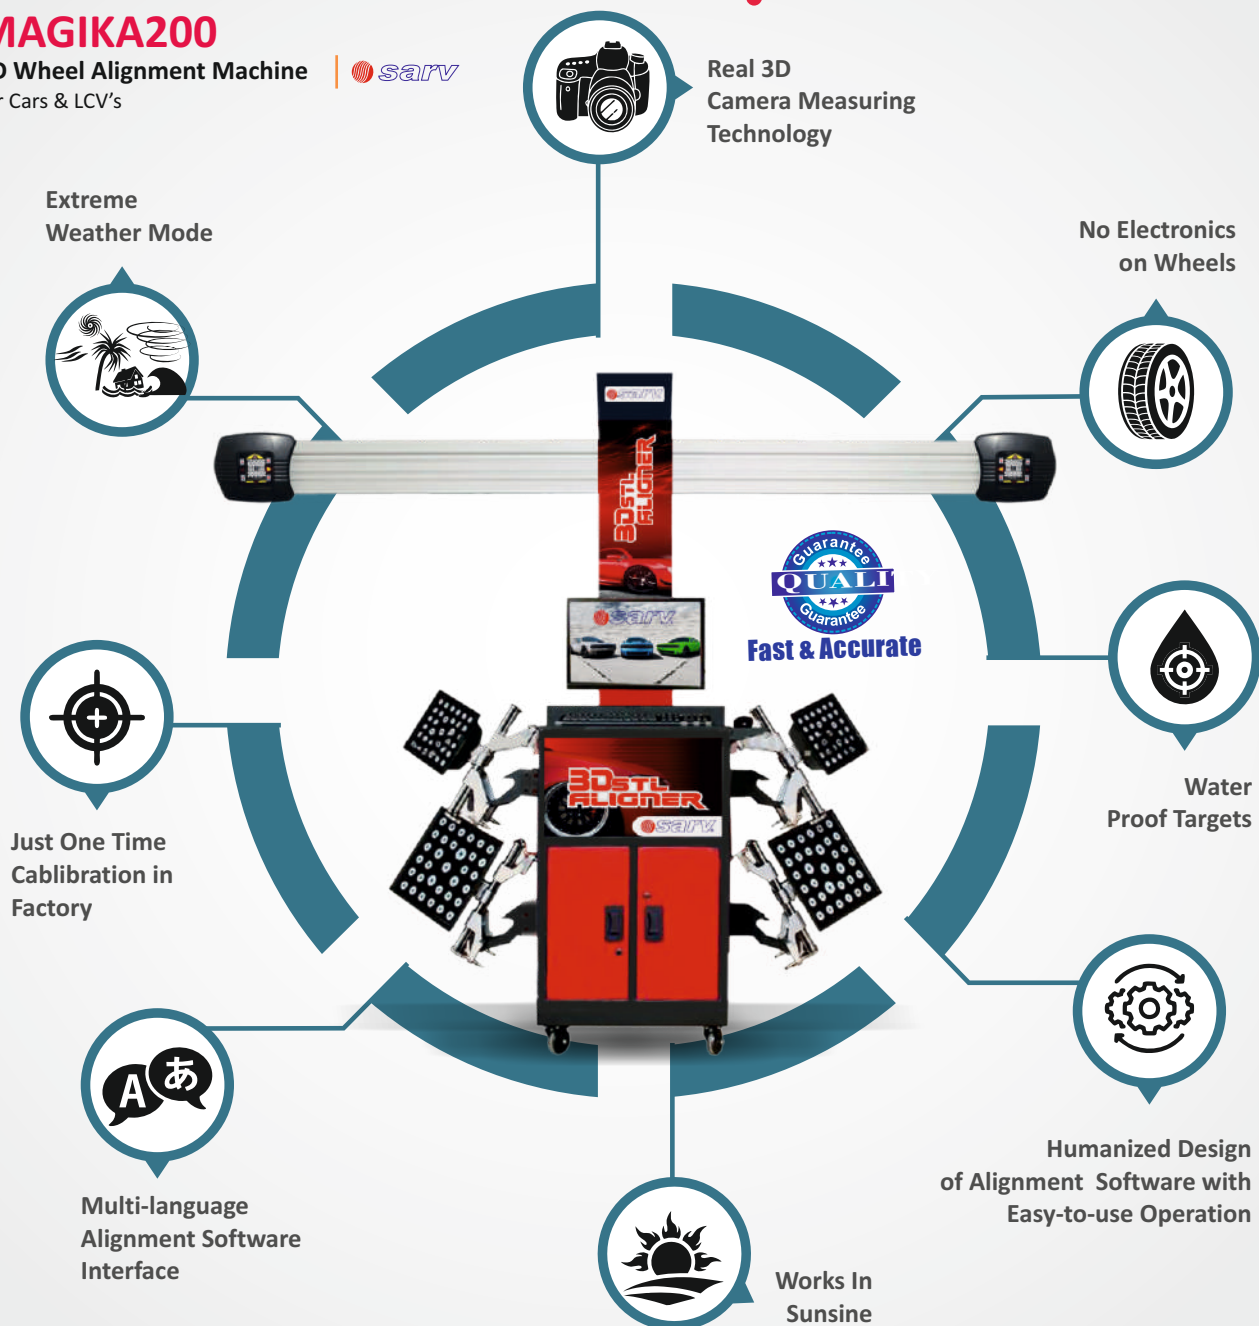 MAGIKA200
D Wheel Alignment Machine
sarv
r Cars & LCV's
Real 3D
Camera Measuring
Technology
Extreme
Weather Mode
No Electronics
on Wheels
sarv
3D STL
ALIGNER
Guarantee
QUALI
Guarantee
Fast & Accurate
sarv
Water
Proof Targets
3D STL
ALIGNER
sarv
Just One Time
Cablibration in
Factory
A あ
Humanized Design
of Alignment Software with
Easy-to-use Operation
Multi-language
Alignment Software
Interface
Works In
Sunsine